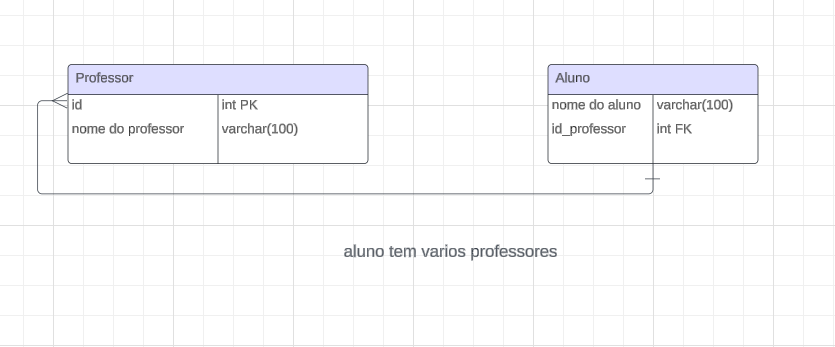 Professor
id int PK
nome do professor varchar(100)
Aluno
nome do aluno varchar(100)
id_professor int FK
aluno tem varios professores